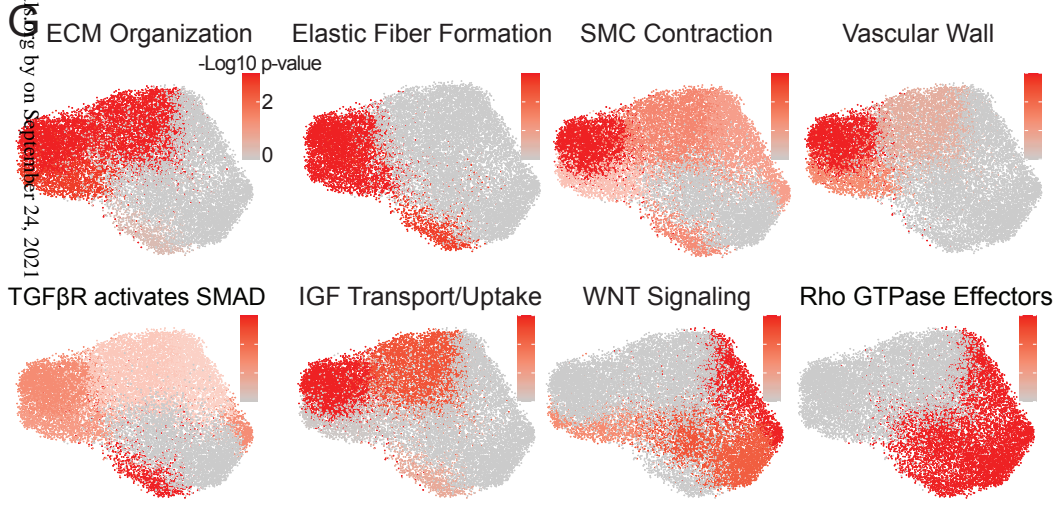 G
ECM Organization
Elastic Fiber Formation
SMC Contraction
Vascular Wall
-Log10 p-value
2
0
by on September 24, 2021
TGFβR activates SMAD
IGF Transport/Uptake
WNT Signaling
Rho GTPase Effectors